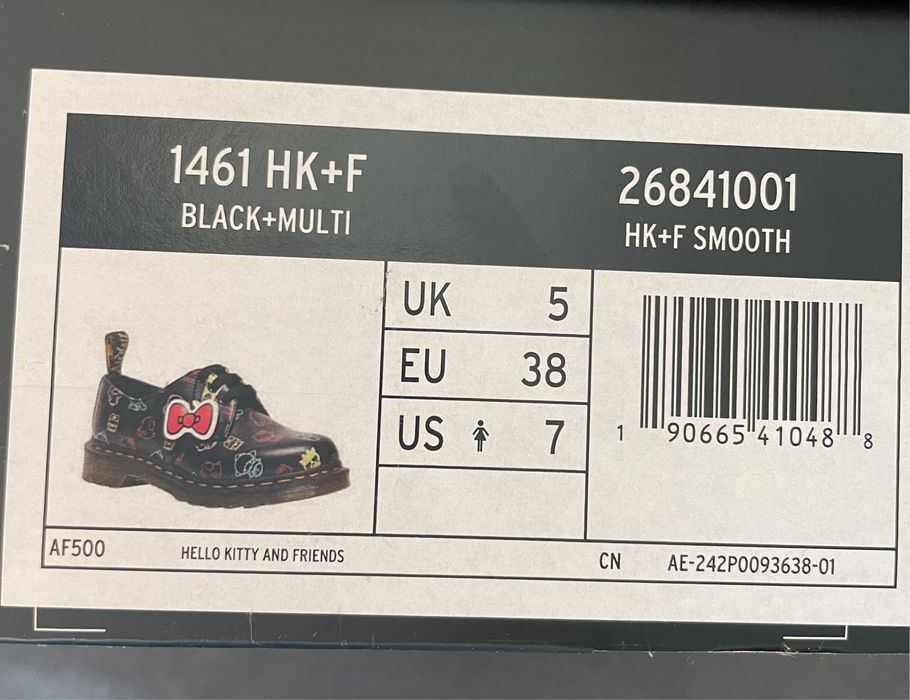 1461 HK+F
BLACK+MULTI
26841001
HK+F SMOOTH
UK 5
EU 38
US 7
1 90665 41048 8
AF500
HELLO KITTY AND FRIENDS
CN
AE-242P0093638-01